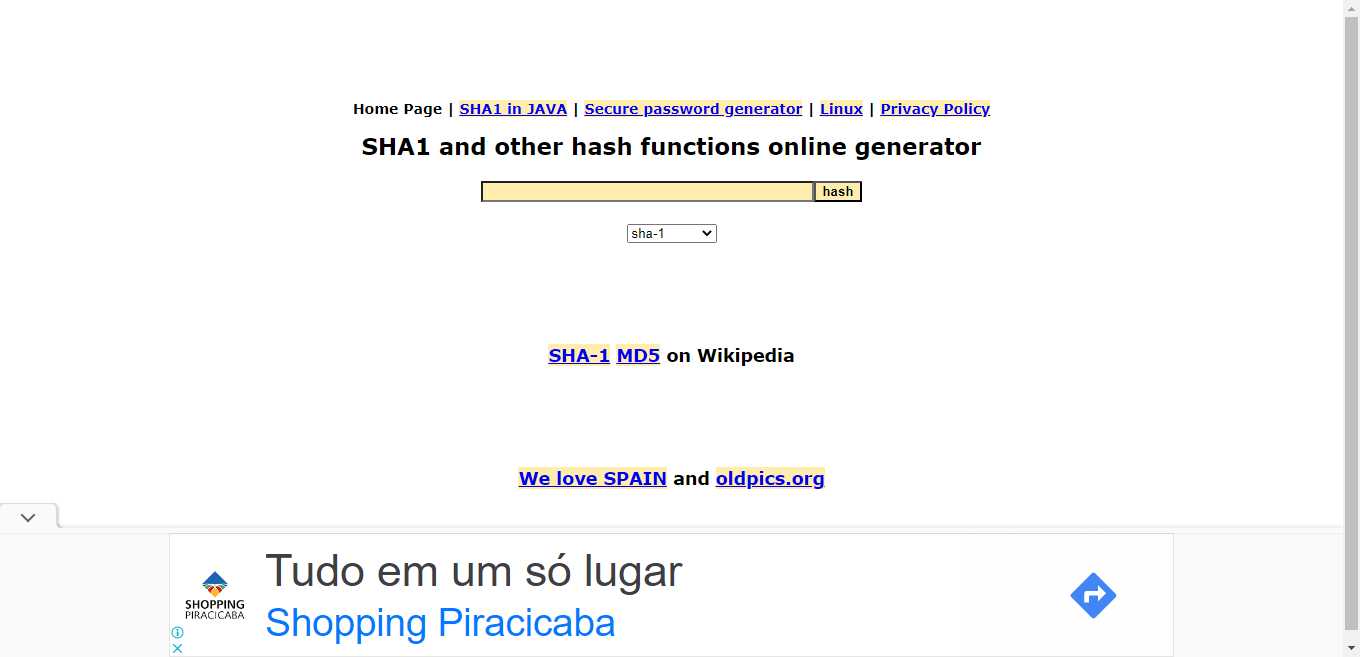 Home Page | SHA1 in JAVA | Secure password generator | Linux | Privacy Policy
SHA1 and other hash functions online generator
hash
sha-1
SHA-1 MD5 on Wikipedia
We love SPAIN and oldpics.org
Tudo em um só lugar
SHOPPING
PIRACICABA
Shopping Piracicaba